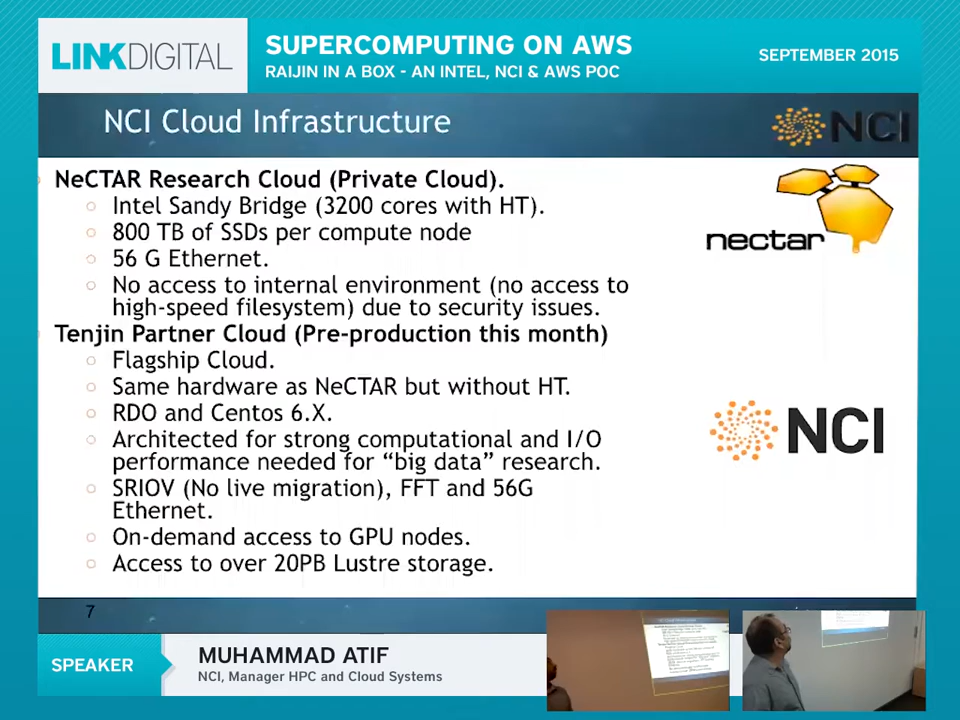 LINKDIGITAL
SUPERCOMPUTING ON AWS
RAIJIN IN A BOX - AN INTEL, NCI & AWS POC
SEPTEMBER 2015
NCI Cloud Infrastructure
NCI
NeCTAR Research Cloud (Private Cloud).
Intel Sandy Bridge (3200 cores with HT).
800 TB of SSDs per compute node
56 G Ethernet.
No access to internal environment (no access to
high-speed filesystem) due to security issues.
nectar
Tenjin Partner Cloud (Pre-production this month)
Flagship Cloud.
Same hardware as NeCTAR but without HT.
RDO and Centos 6.X.
Architected for strong computational and I/O
performance needed for “big data” research.
SRIOV (No live migration), FFT and 56G
Ethernet.
On-demand access to GPU nodes.
Access to over 20PB Lustre storage.
NCI
7
SPEAKER
MUHAMMAD ATIF
NCI, Manager HPC and Cloud Systems